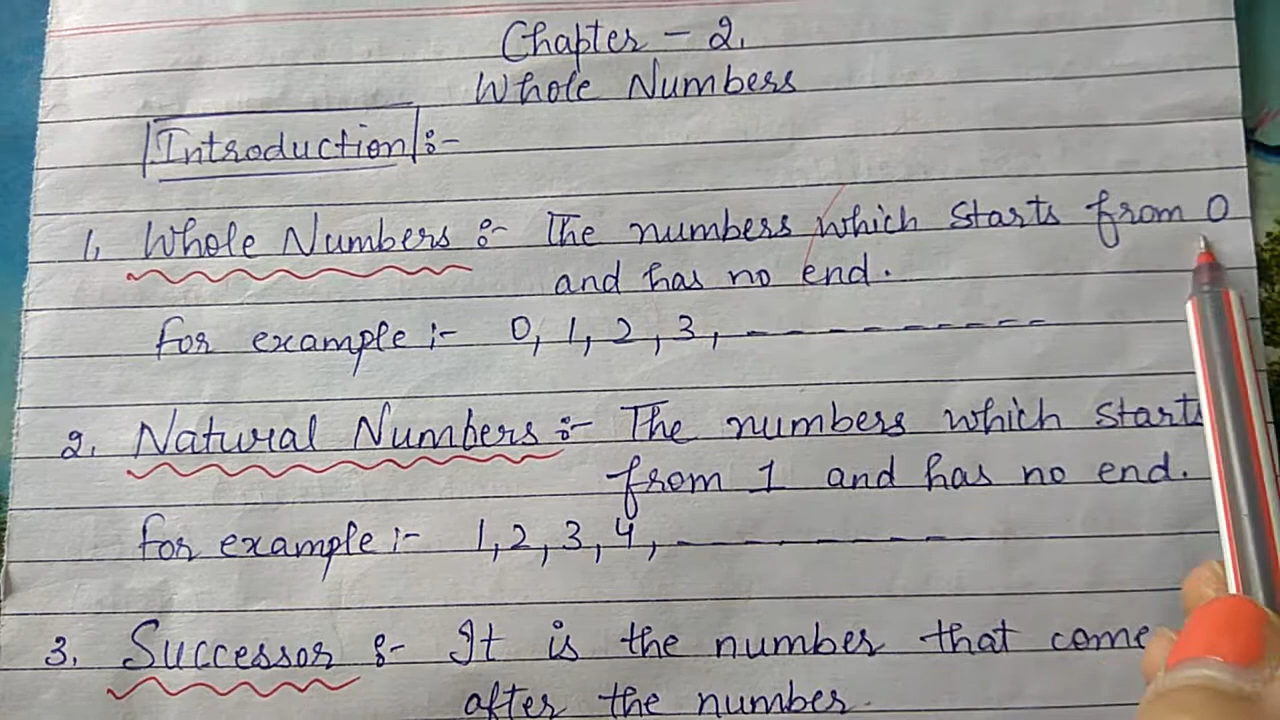 Chapter - 2.
Whole Numbers
Introduction :-
1. Whole Numbers :- The numbers which starts from 0
and has no end.
for example :- 0, 1, 2, 3, ----------
2. Natural Numbers :- The numbers which start
from 1 and has no end.
for example :- 1, 2, 3, 4, ----------
3. Successor :- It is the number that come
after the number.